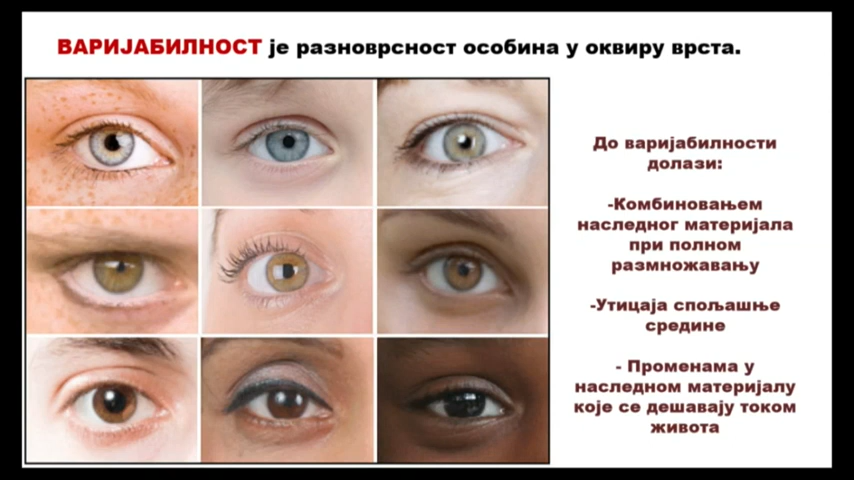 ВАРИЈАБИЛНОСТ је разноврсност особина у оквиру врста.
До варијабилности
долази:
-Комбиновањем
наследног материјала
при полном
размножавању
-Утицаја спољашње
средине
- Променама у
наследном материјалу
које се дешавају током
живота